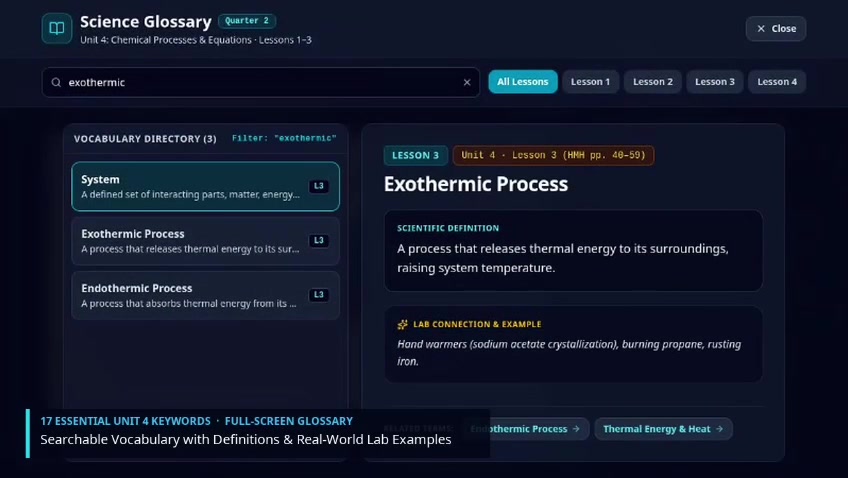 Science Glossary Quarter 2
Unit 4: Chemical Processes & Equations · Lessons 1–3
Close
exothermic
All Lessons Lesson 1 Lesson 2 Lesson 3 Lesson 4
VOCABULARY DIRECTORY (3) Filter: "exothermic"
System
A defined set of interacting parts, matter, energy...
L3
Exothermic Process
A process that releases thermal energy to its sur...
L3
Endothermic Process
A process that absorbs thermal energy from its ...
L3
LESSON 3 Unit 4 · Lesson 3 (HMH pp. 40–59)
Exothermic Process
SCIENTIFIC DEFINITION
A process that releases thermal energy to its surroundings,
raising system temperature.
LAB CONNECTION & EXAMPLE
Hand warmers (sodium acetate crystallization), burning propane, rusting
iron.
RELATED TERMS: Endothermic Process → Thermal Energy & Heat →
17 ESSENTIAL UNIT 4 KEYWORDS · FULL-SCREEN GLOSSARY
Searchable Vocabulary with Definitions & Real-World Lab Examples